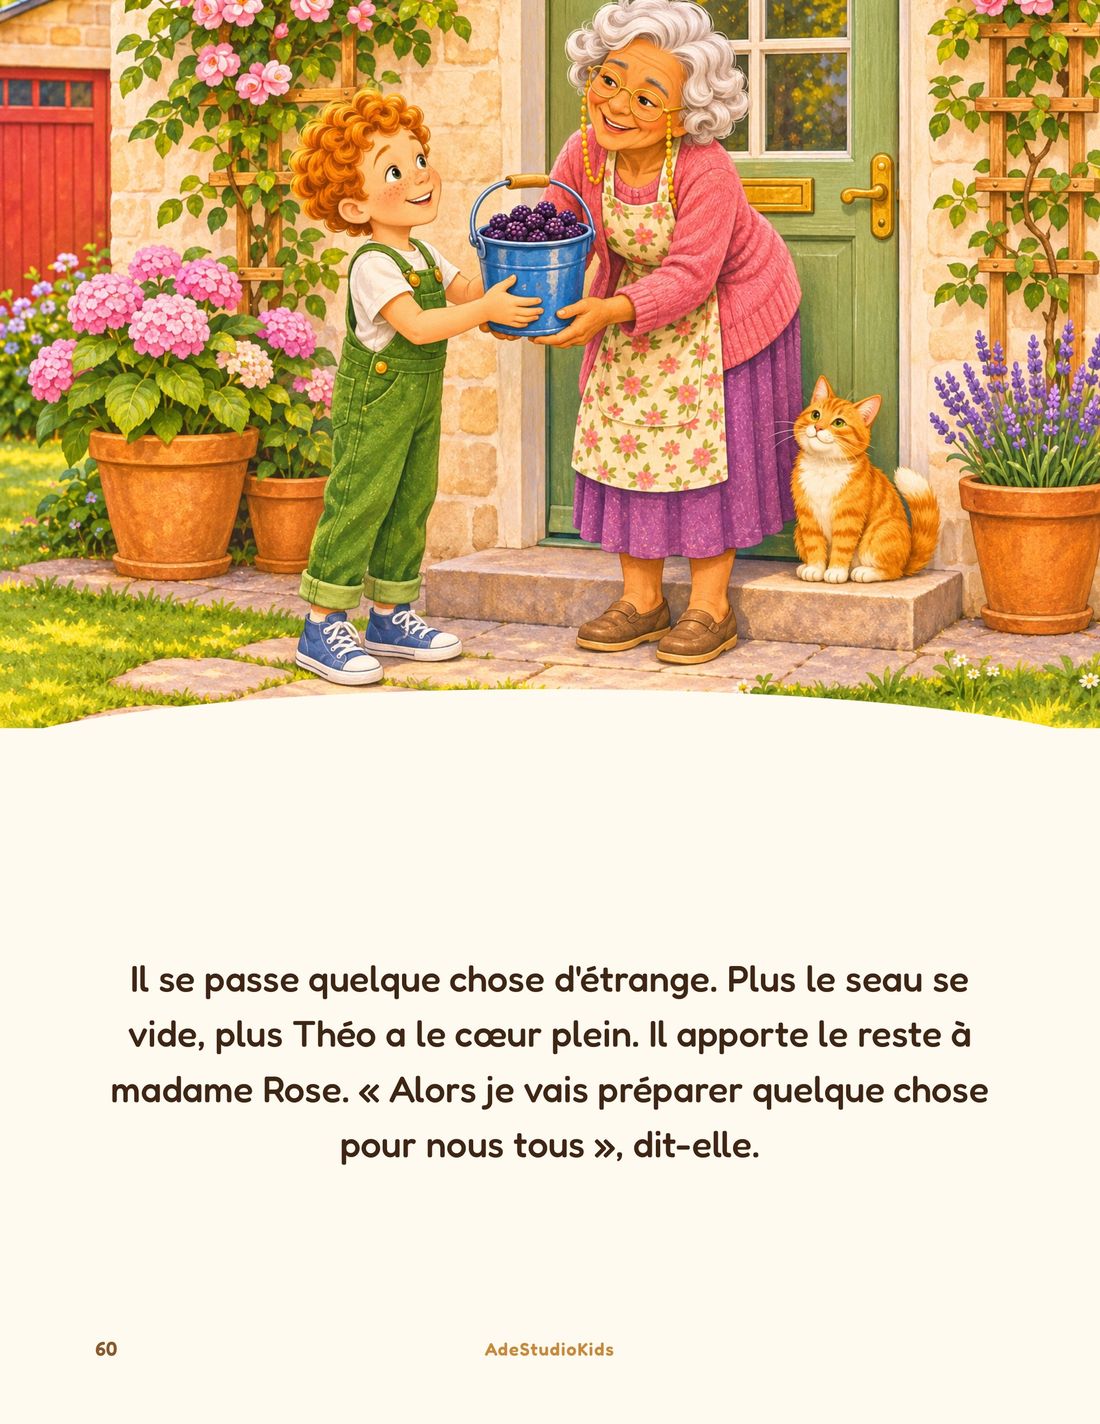 Il se passe quelque chose d'étrange. Plus le seau se
vide, plus Théo a le cœur plein. Il apporte le reste à
madame Rose. « Alors je vais préparer quelque chose
pour nous tous », dit-elle.
60
AdeStudioKids